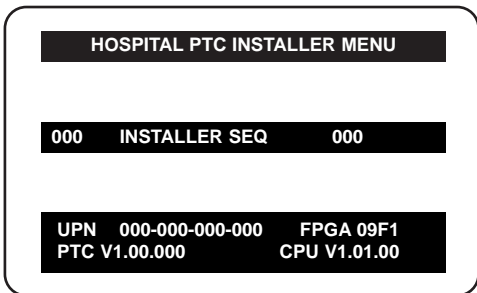 HOSPITAL PTC INSTALLER MENU
000 INSTALLER SEQ 000
UPN 000-000-000-000 FPGA 09F1
PTC V1.00.000 CPU V1.01.00